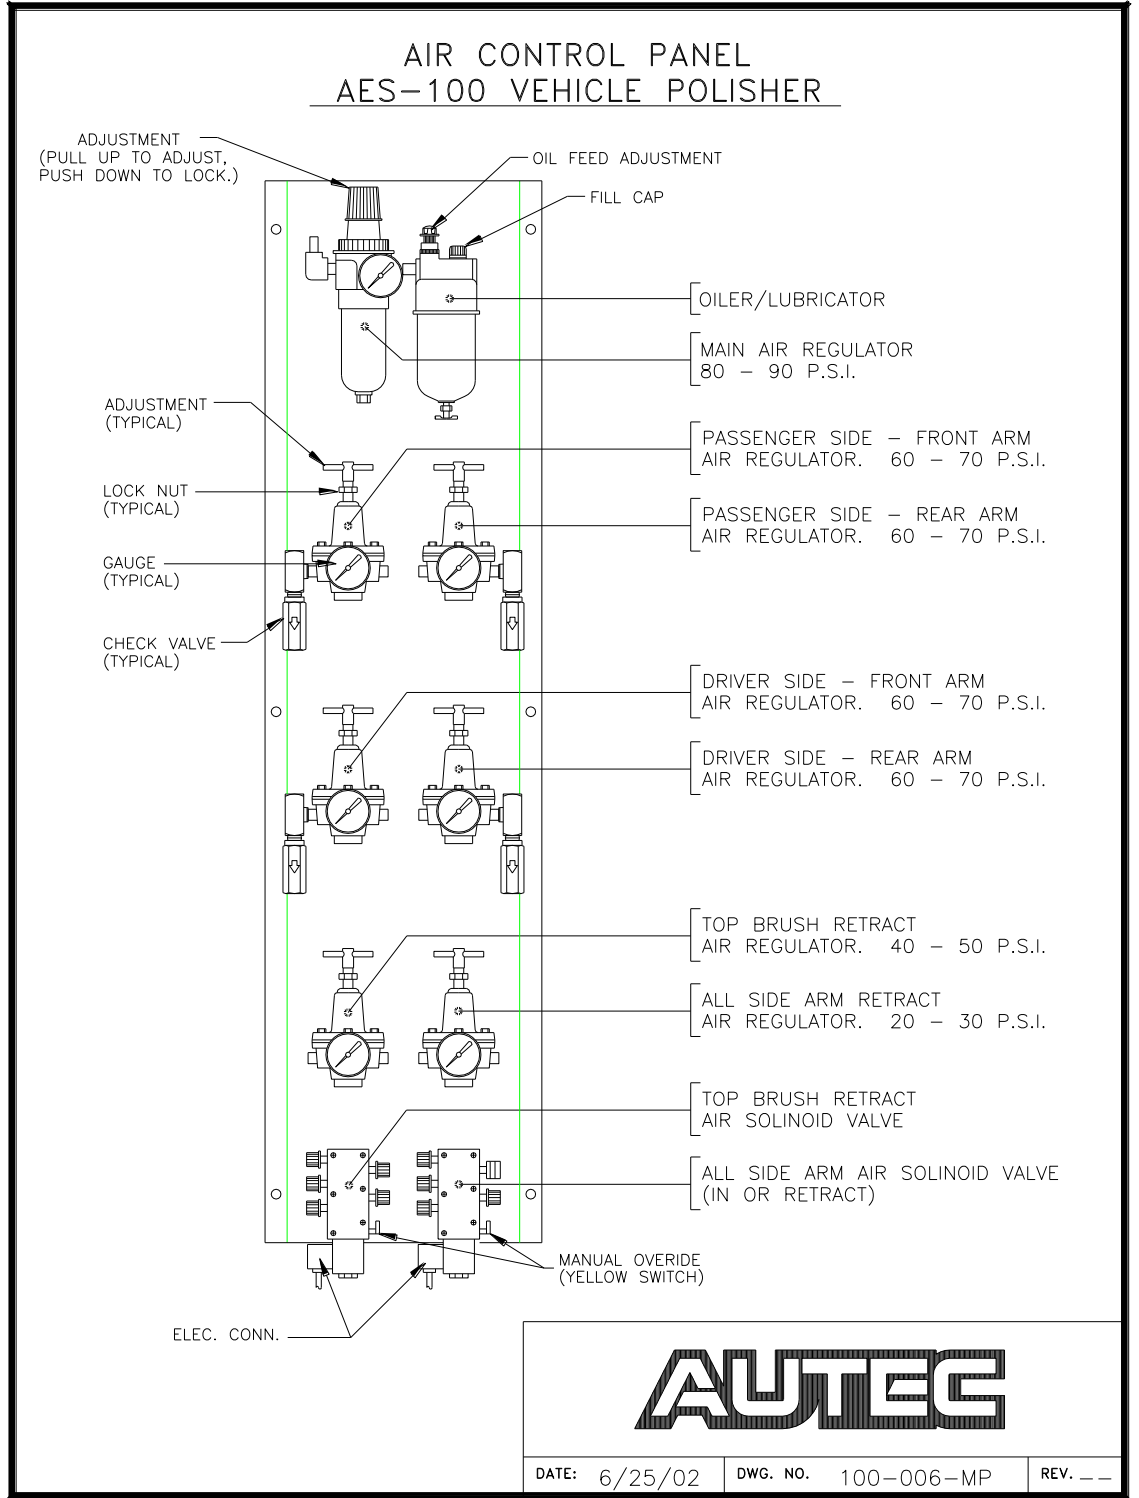 AIR CONTROL PANEL
AES-100 VEHICLE POLISHER
ADJUSTMENT
(PULL UP TO ADJUST,
PUSH DOWN TO LOCK.)
OIL FEED ADJUSTMENT
FILL CAP
OILER/LUBRICATOR
MAIN AIR REGULATOR
80 - 90 P.S.I.
ADJUSTMENT
(TYPICAL)
LOCK NUT
(TYPICAL)
GAUGE
(TYPICAL)
CHECK VALVE
(TYPICAL)
PASSENGER SIDE - FRONT ARM
AIR REGULATOR. 60 - 70 P.S.I.
PASSENGER SIDE - REAR ARM
AIR REGULATOR. 60 - 70 P.S.I.
DRIVER SIDE - FRONT ARM
AIR REGULATOR. 60 - 70 P.S.I.
DRIVER SIDE - REAR ARM
AIR REGULATOR. 60 - 70 P.S.I.
TOP BRUSH RETRACT
AIR REGULATOR. 40 - 50 P.S.I.
ALL SIDE ARM RETRACT
AIR REGULATOR. 20 - 30 P.S.I.
TOP BRUSH RETRACT
AIR SOLINOID VALVE
ALL SIDE ARM AIR SOLINOID VALVE
(IN OR RETRACT)
MANUAL OVERIDE
(YELLOW SWITCH)
ELEC. CONN.
AUTEC
DATE: 6/25/02
DWG. NO. 100-006-MP
REV. --